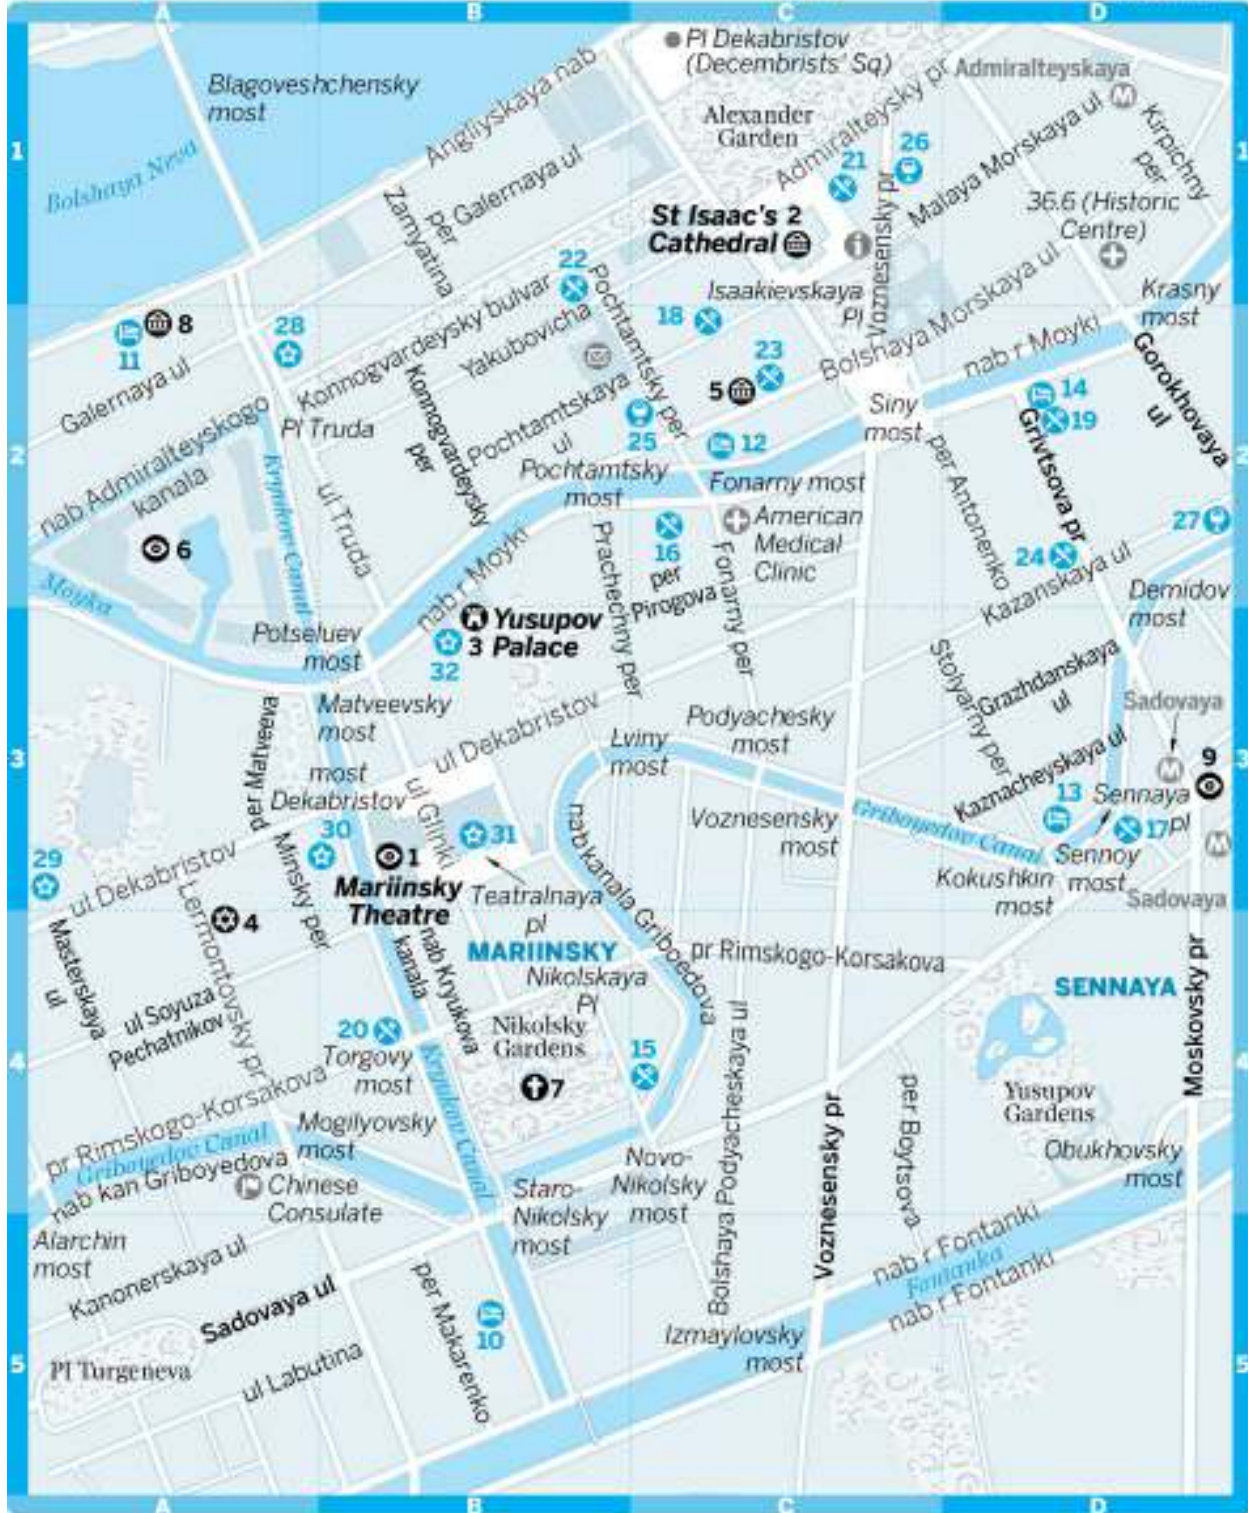 A
B
C
D
1
1
Blagoveshchensky
most
Bolshaya Neva
Angliyskaya nab
Pl Dekabristov
(Decembrists' Sq)
Alexander
Garden
Admiralteysky pr
Admiralteyskaya
M
Kirpichny
per
Malaya Morskaya ul
36.6 (Historic
Centre)
21
26
Galernaya ul
Zamyatina
per
St Isaac's 2
Cathedral
Voznesensky pr
22
Isaakievskaya
Pl
Bolshaya Morskaya ul
Krasny
most
8
11
28
Konnogvardeysky bulvar
Yakubovicha
Pochtamtsky per
18
23
5
nab r Moyki
Gorokhovaya
ul
Galernaya ul
Pl Truda
Konnogvardeysky
per
Pochtamtskaya
ul
25
12
Siny
most
14
19
Grivtsova pr
2
2
nab Admiralteyskogo
kanala
Kryukov Canal
ul Truda
Pochtamtsky
most
Fonarny most
per Antonenko
6
16
American
Medical
Clinic
27
24
Kazanskaya ul
Moyka
nab r Moyki
Prachechny per
per
Pirogova
Fonarny per
Demidov
most
Potseluev
most
Yusupov
3 Palace
32
Stolyarny per
Grazhdanskaya
ul
Sadovaya
Matveevsky
most
per Matveeva
ul Dekabristov
Lviny
most
Podyachesky
most
3
3
9
M
most
Dekabristov
ul Glinki
Kaznacheyskaya ul
13
Sennaya
pl
17
30
31
1
Mariinsky
Theatre
Teatralnaya
pl
nab kanala Griboedova
Voznesensky
most
Griboyedov Canal
Kokushkin
most
Sennoy
most
M
Sadovaya
29
ul Dekabristov
Minsky per
Lermontovsky pr
4
Masterskaya
ul
kanala
nab Kryukova
MARIINSKY
Nikolskaya
Pl
pr Rimskogo-Korsakova
SENNAYA
Moskovsky pr
ul Soyuza
Pechatnikov
20
Torgovy
most
Nikolsky
Gardens
7
15
4
4
pr Rimskogo-Korsakova
Mogilyovsky
most
Kryukov Canal
Bolshaya Podyacheskaya ul
Voznesensky pr
per Boytsova
Yusupov
Gardens
Obukhovsky
most
Griboyedov Canal
nab kan Griboyedova
Chinese
Consulate
Staro-
Nikolsky
most
Novo-
Nikolsky
most
Alarchin
most
Kanonerskaya ul
Sadovaya ul
per Makarenko
10
nab r Fontanki
Fontanka
nab r Fontanki
Izmaylovsky
most
5
5
Pl Turgeneva
ul Labutina
A
B
C
D